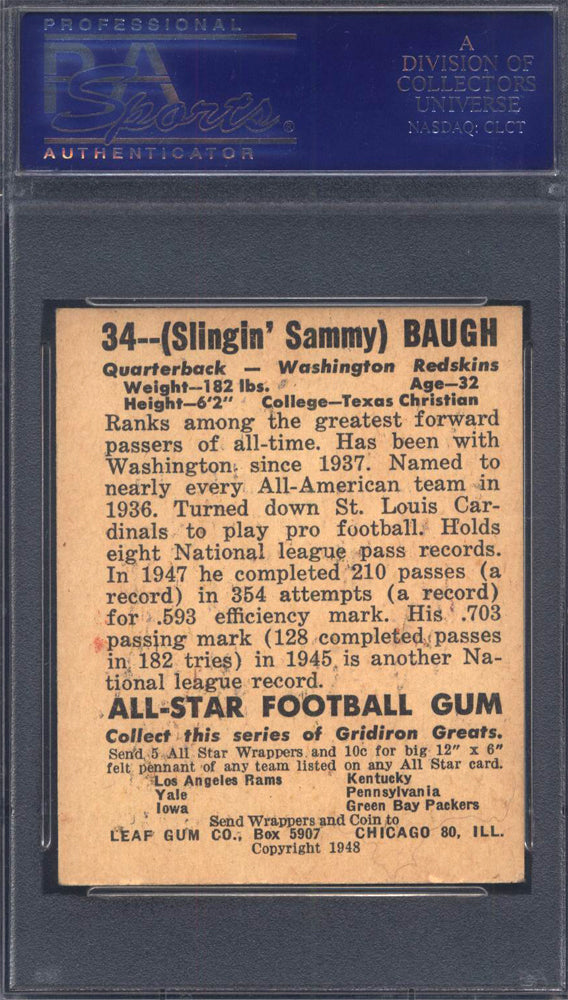 PROFESSIONAL
PSA
Sports®
AUTHENTICATOR
A
DIVISION OF
COLLECTORS
UNIVERSE
NASDAQ: CLCT
34--(Slingin' Sammy) BAUGH
Quarterback — Washington Redskins
Weight—182 lbs. Age—32
Height—6'2" College—Texas Christian
Ranks among the greatest forward
passers of all-time. Has been with
Washington since 1937. Named to
nearly every All-American team in
1936. Turned down St. Louis Car-
dinals to play pro football. Holds
eight National league pass records.
In 1947 he completed 210 passes (a
record) in 354 attempts (a record)
for .593 efficiency mark. His .703
passing mark (128 completed passes
in 182 tries) in 1945 is another Na-
tional league record.
ALL-STAR FOOTBALL GUM
Collect this series of Gridiron Greats.
Send 5 All Star Wrappers and 10c for big 12" x 6"
felt pennant of any team listed on any All Star card.
Los Angeles Rams Kentucky
Yale Pennsylvania
Iowa Green Bay Packers
Send Wrappers and Coin to
LEAF GUM CO., Box 5907 CHICAGO 80, ILL.
Copyright 1948